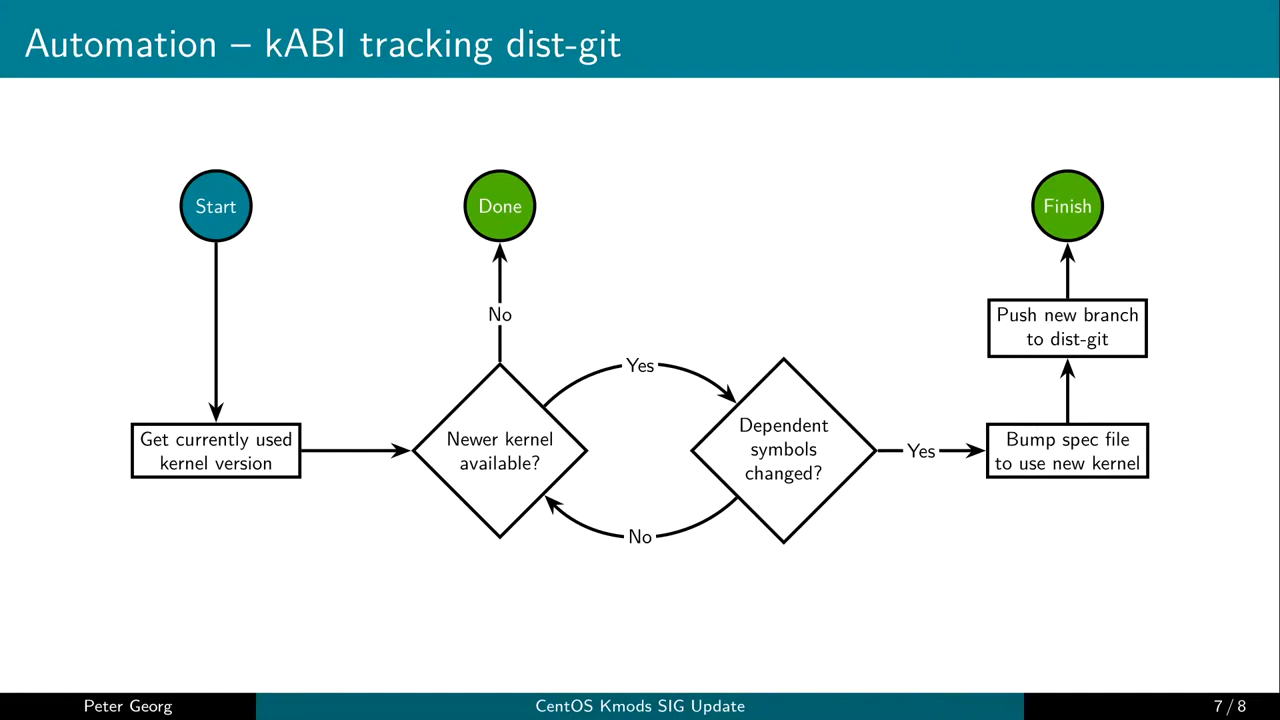 Automation – kABI tracking dist-git
Start
Done
Finish
No
Push new branch
to dist-git
Yes
Get currently used
kernel version
Newer kernel
available?
Dependent
symbols
changed?
Yes
Bump spec file
to use new kernel
No
Peter Georg
CentOS Kmods SIG Update
7 / 8